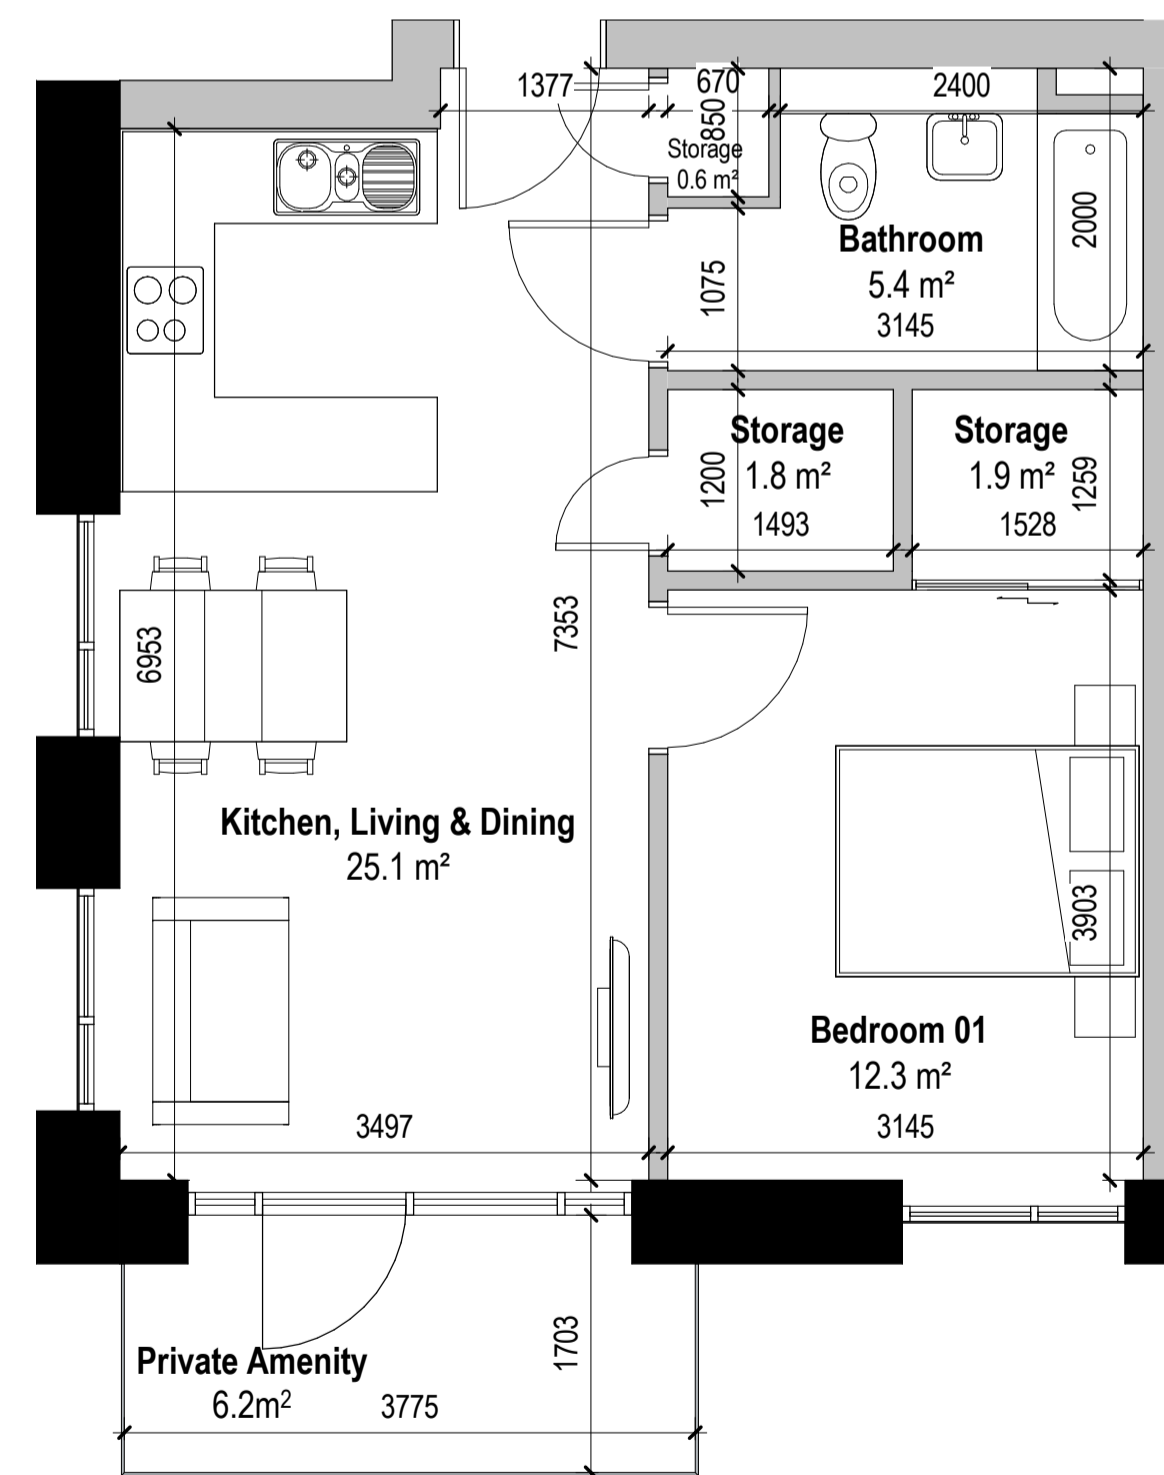 1377
670
2400
850
Storage
0.6 m²
2000
Bathroom
5.4 m²
1075
3145
Storage
1.8 m²
1200
1493
Storage
1.9 m²
1259
1528
6953
7353
Kitchen, Living & Dining
25.1 m²
3903
Bedroom 01
12.3 m²
3497
3145
1703
Private Amenity
6.2m²
3775